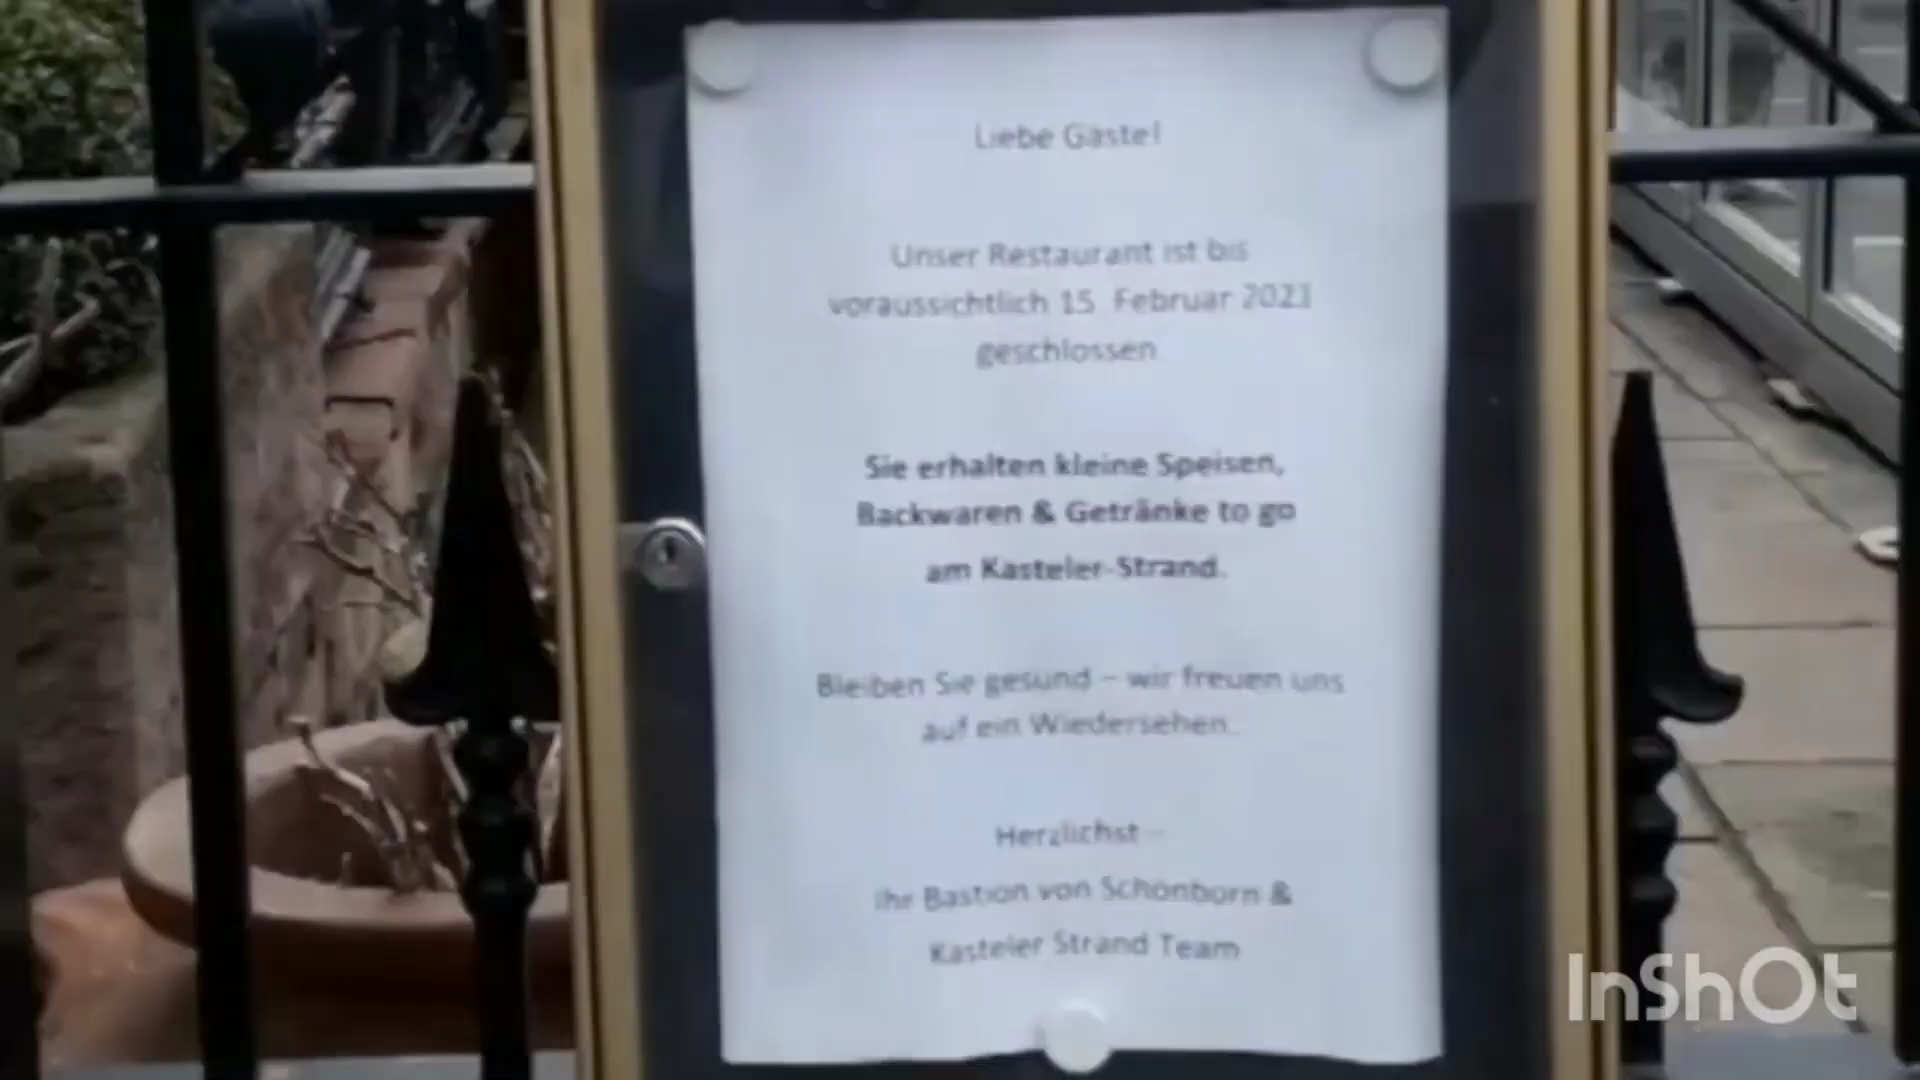 Liebe Gäste!
Unser Restaurant ist bis
voraussichtlich 15. Februar 2021
geschlossen.
Sie erhalten kleine Speisen,
Backwaren & Getränke to go
am Kasteler-Strand.
Bleiben Sie gesund – wir freuen uns
auf ein Wiedersehen.
Herzlichst –
Ihr Bastion von Schönborn &
Kasteler Strand Team
InShOt